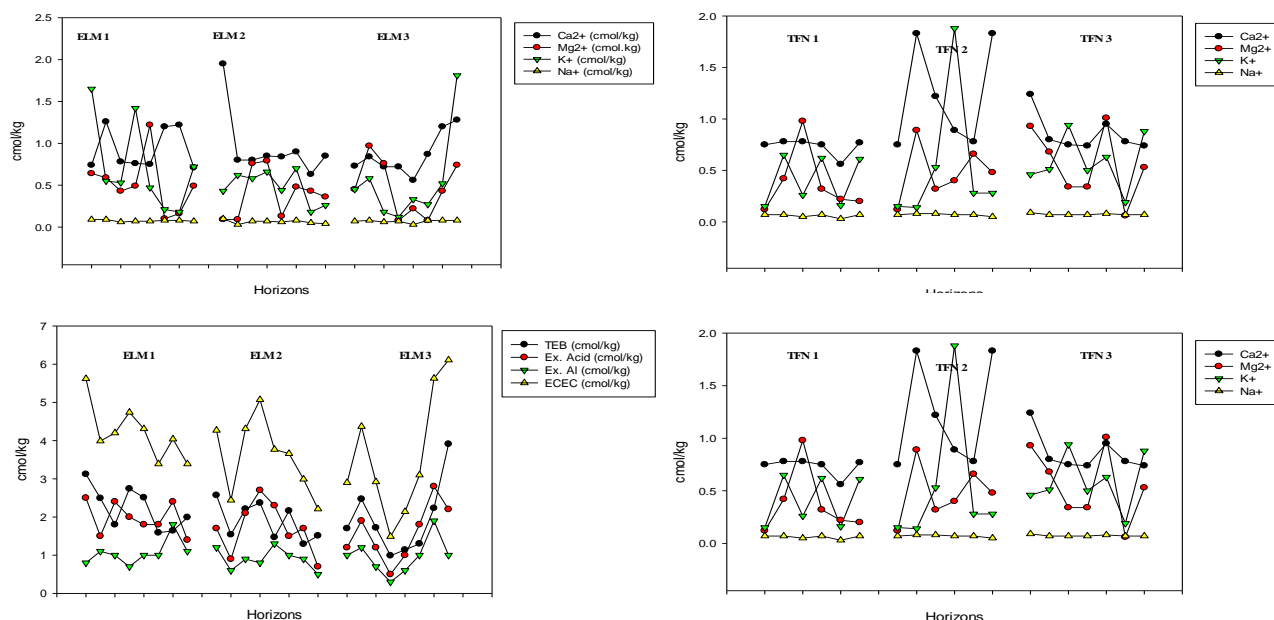 ELM 1
ELM 2
ELM 3
2.5
2.0
1.5
1.0
0.5
0.0
cmol/kg
Horizons
Ca2+ (cmol/kg)
Mg2+ (cmol.kg)
K+ (cmol/kg)
Na+ (cmol/kg)
TFN 1
TFN 2
TFN 3
2.0
1.5
1.0
0.5
0.0
cmol/kg
Horizons
Ca2+
Mg2+
K+
Na+
ELM 1
ELM 2
ELM 3
7
6
5
4
3
2
1
0
cmol/kg
Horizons
TEB (cmol/kg)
Ex. Acid (cmol/kg)
Ex. Al (cmol/kg)
ECEC (cmol/kg)
TFN 1
TFN 2
TFN 3
2.0
1.5
1.0
0.5
0.0
cmol/kg
Horizons
Ca2+
Mg2+
K+
Na+